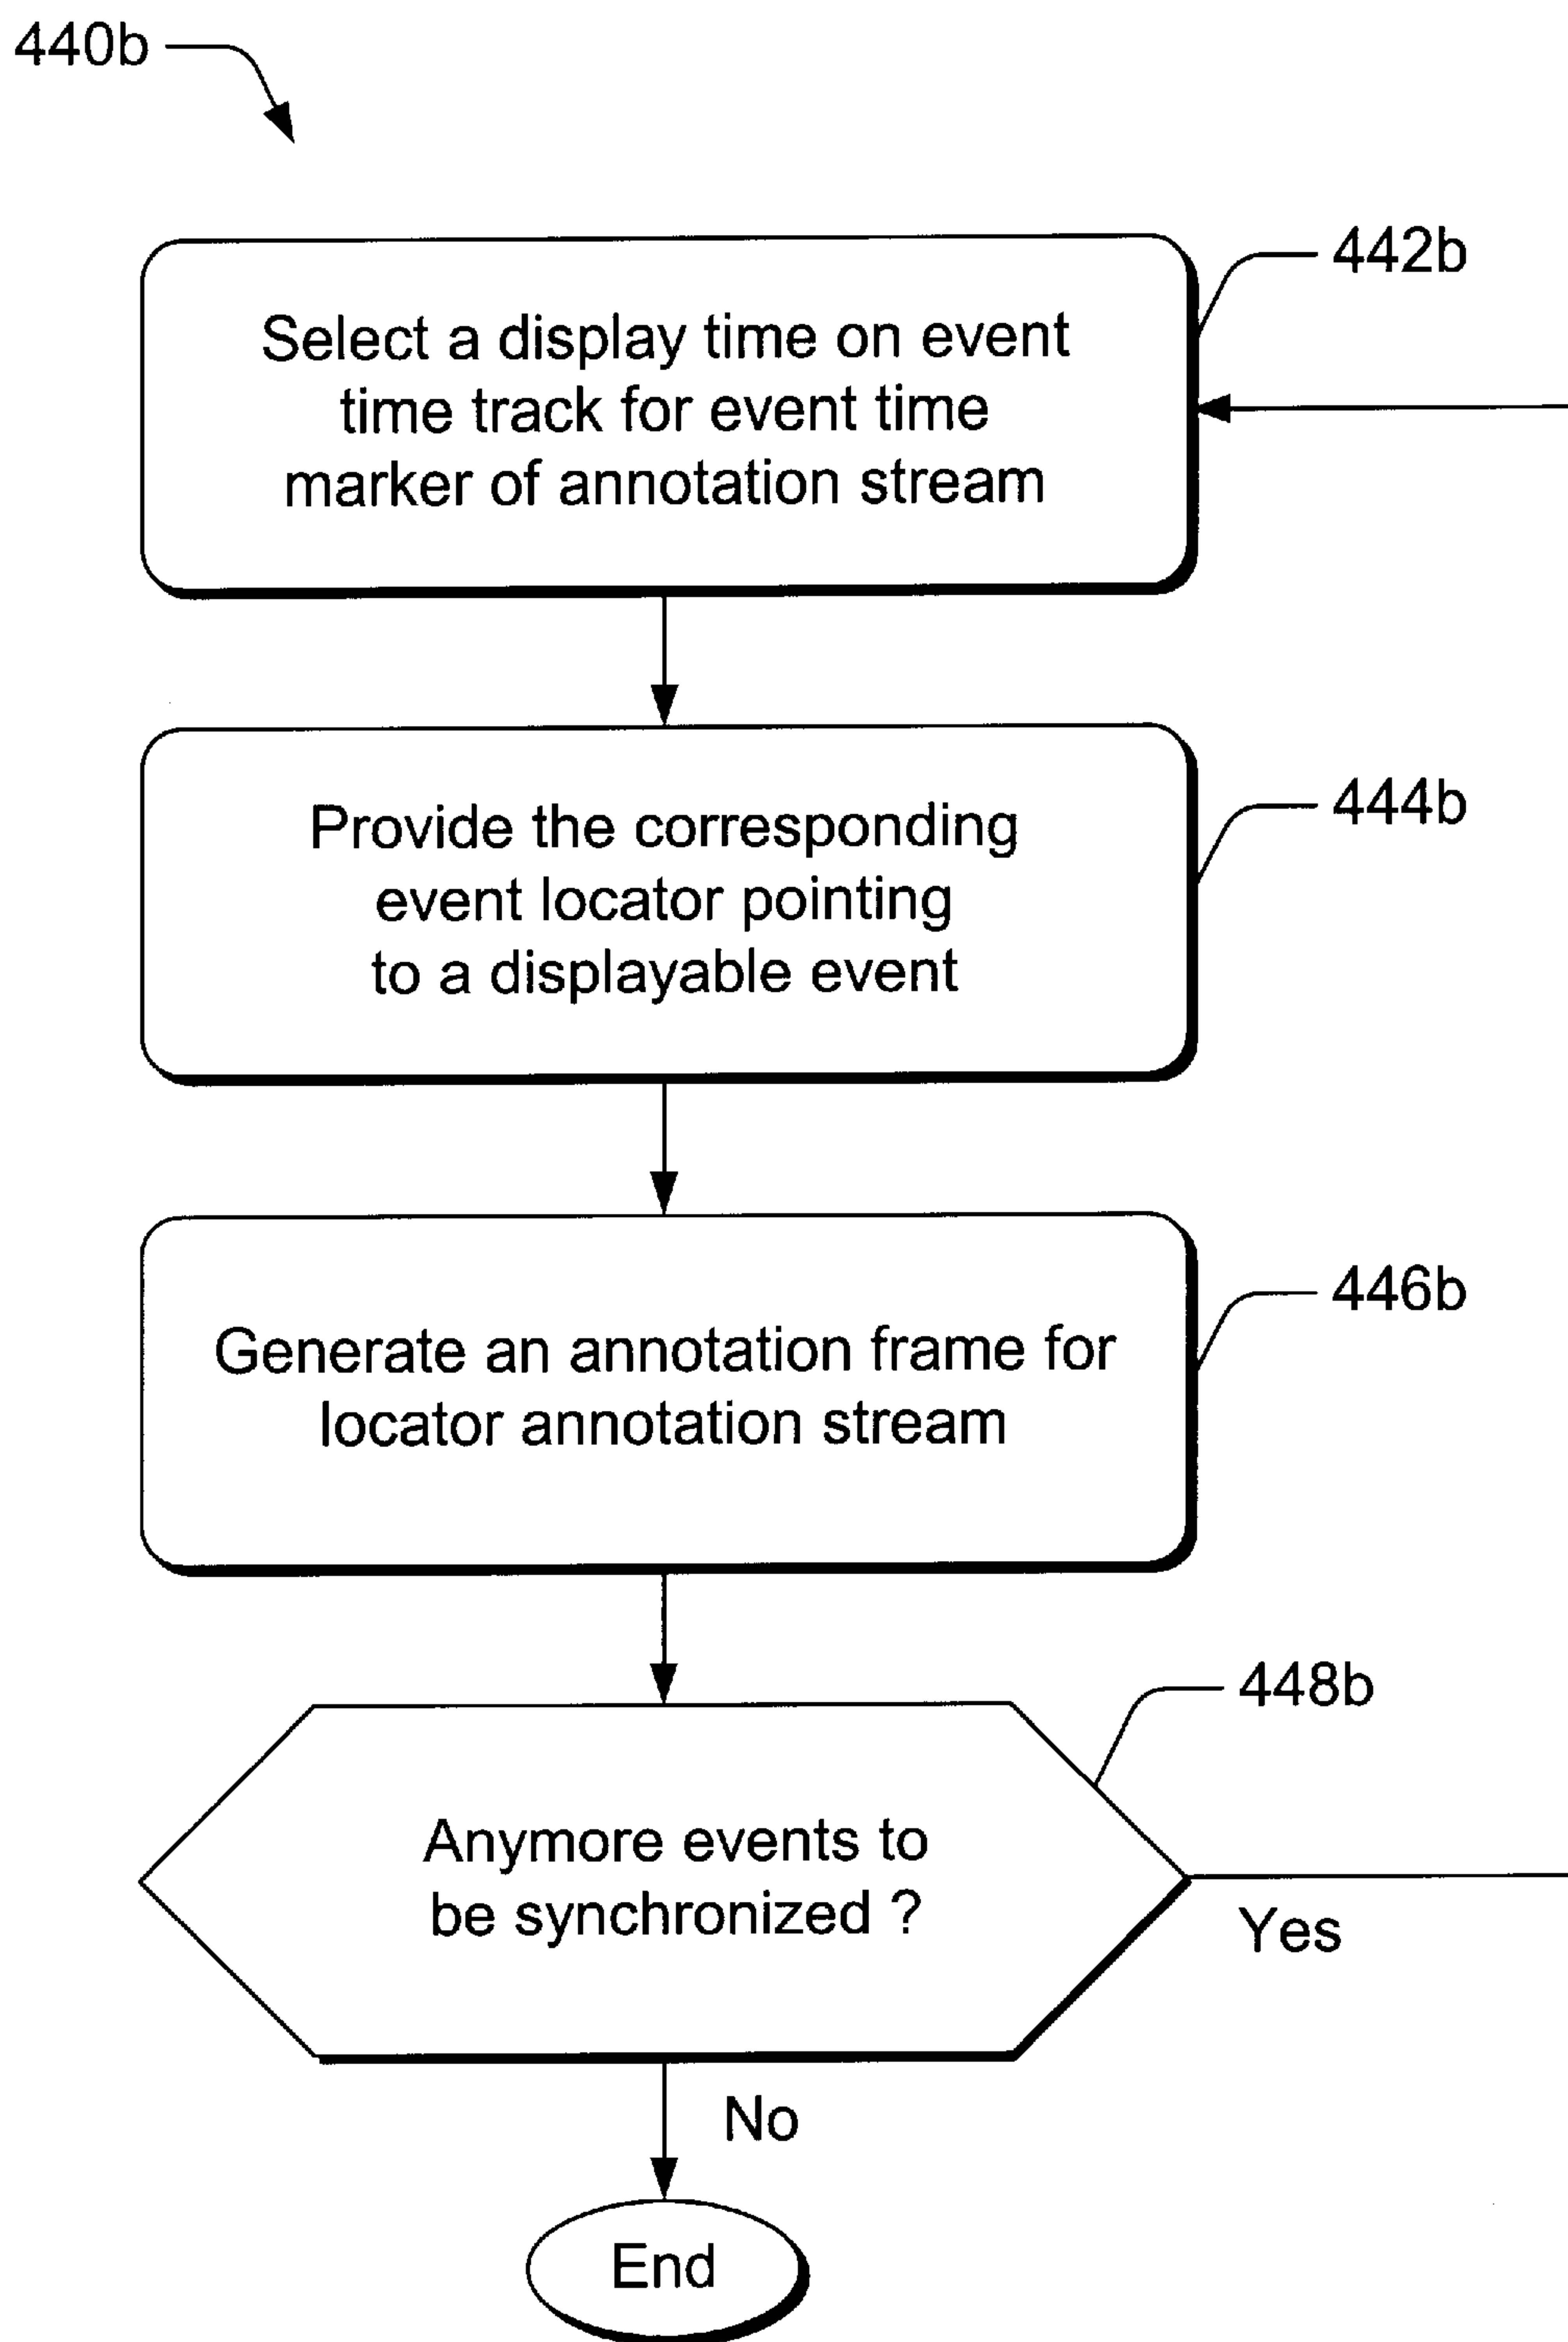 440b
442b
Select a display time on event
time track for event time
marker of annotation stream
444b
Provide the corresponding
event locator pointing
to a displayable event
446b
Generate an annotation frame for
locator annotation stream
448b
Anymore events to
be synchronized ?
Yes
No
End